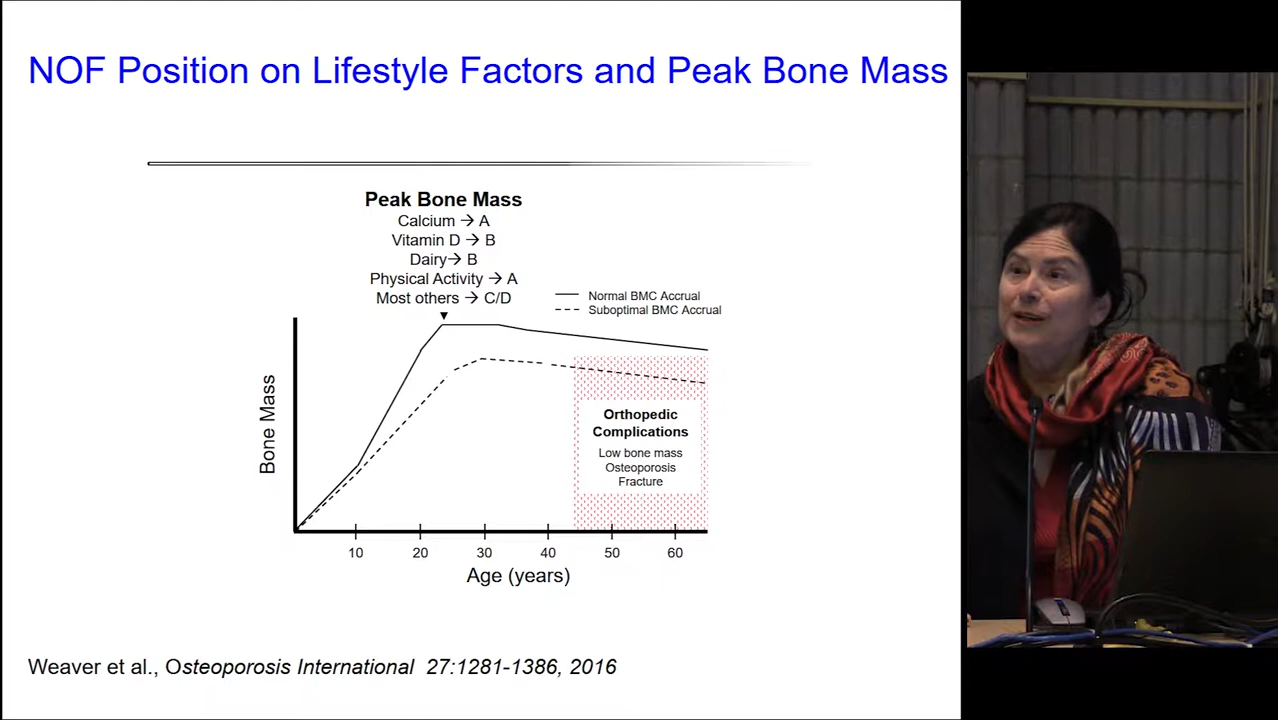 NOF Position on Lifestyle Factors and Peak Bone Mass
Peak Bone Mass
Calcium → A
Vitamin D → B
Dairy→ B
Physical Activity → A
Most others → C/D
Normal BMC Accrual
Suboptimal BMC Accrual
Bone Mass
Orthopedic
Complications
Low bone mass
Osteoporosis
Fracture
10 20 30 40 50 60
Age (years)
Weaver et al., Osteoporosis International 27:1281-1386, 2016